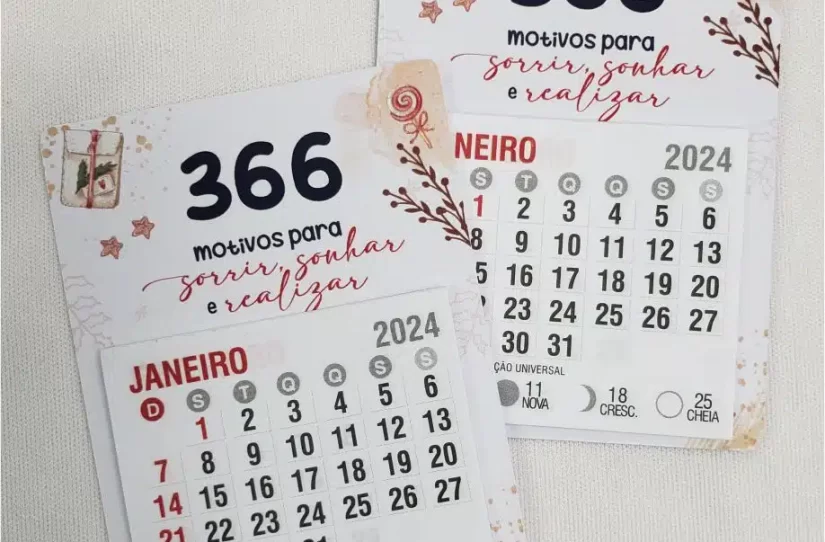 366
motivos para
sorrir, sonhar
e realizar
JANEIRO 2024
D S T Q Q S S
1 2 3 4 5 6
7 8 9 10 11 12 13
14 15 16 17 18 19 20
21 22 23 24 25 26 27
31
motivos para
sorrir, sonhar
e realizar
NEIRO 2024
S T Q Q S S
1 2 3 4 5 6
8 9 10 11 12 13
5 16 17 18 19 20
23 24 25 26 27
30 31
ÇÃO UNIVERSAL
11 NOVA 18 CRESC. 25 CHEIA